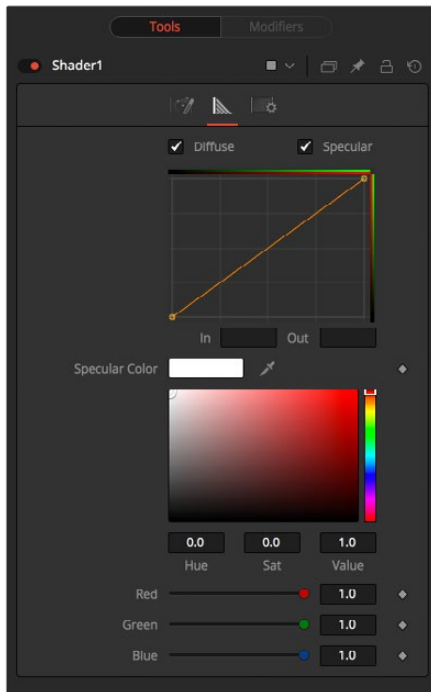 Tools Modifiers
Shader1
Diffuse Specular
In Out
Specular Color
0.0 0.0 1.0
Hue Sat Value
Red 1.0
Green 1.0
Blue 1.0